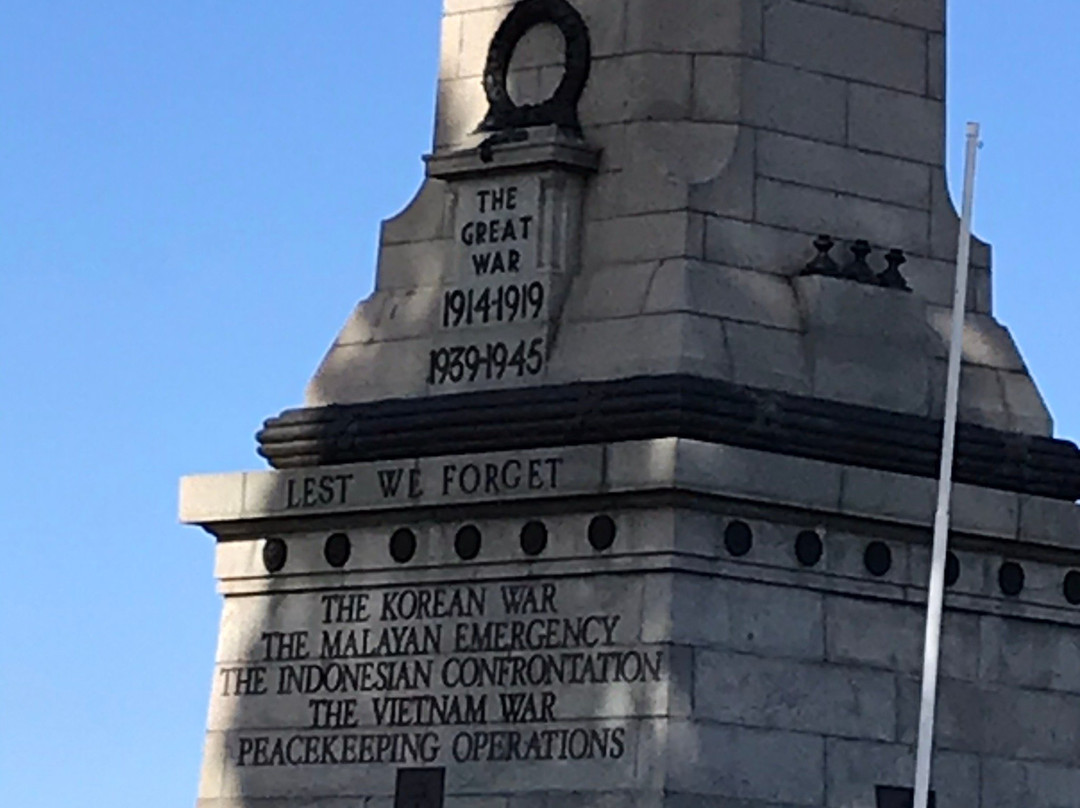 THE
GREAT
WAR
1914-1919
1939-1945
LEST WE FORGET
THE KOREAN WAR
THE MALAYAN EMERGENCY
THE INDONESIAN CONFRONTATION
THE VIETNAM WAR
PEACEKEEPING OPERATIONS